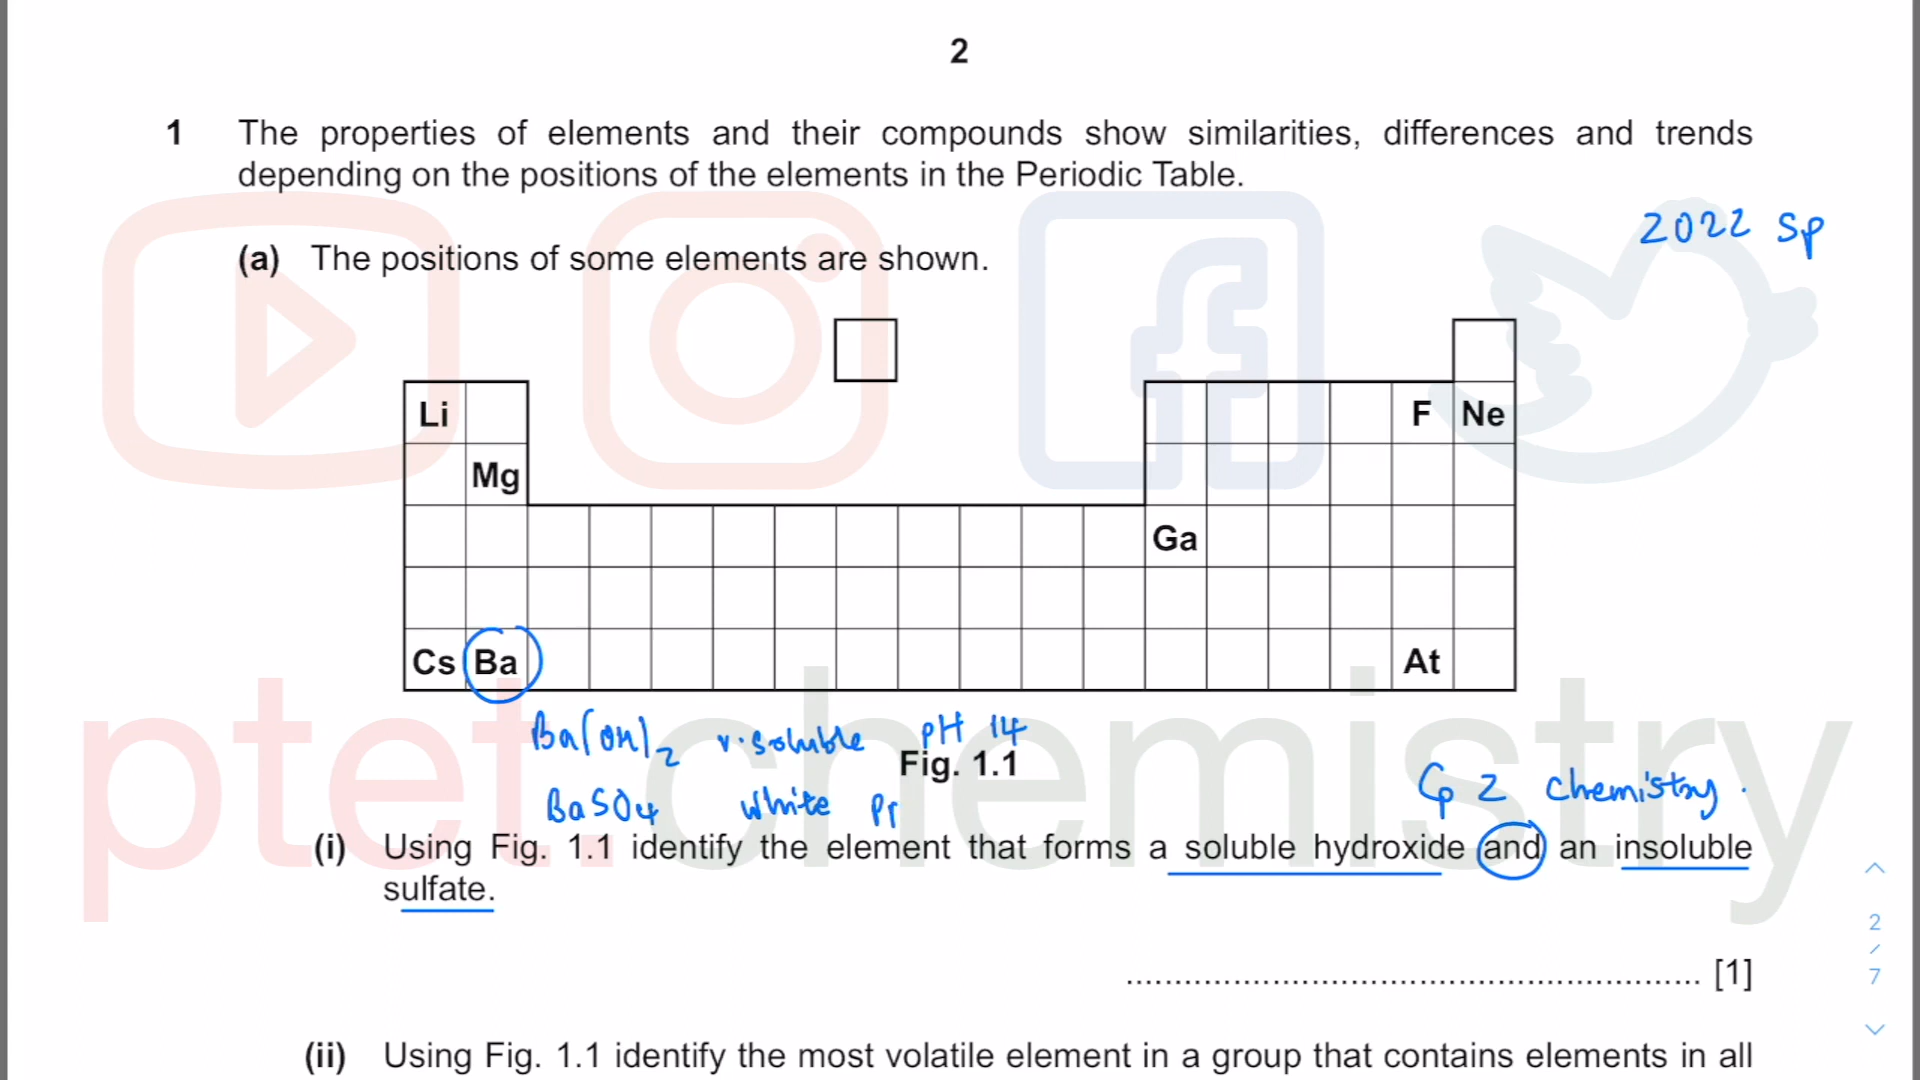 2
1 The properties of elements and their compounds show similarities, differences and trends
depending on the positions of the elements in the Periodic Table.
2022 Sp
(a) The positions of some elements are shown.
Li F Ne
Mg
Ga
Cs Ba At
Ba(OH)2 v. soluble pH 14
Fig. 1.1
BaSO4 white Pr
Gp 2 chemistry.
(i) Using Fig. 1.1 identify the element that forms a soluble hydroxide and an insoluble
sulfate.
.......................................................... [1]
(ii) Using Fig. 1.1 identify the most volatile element in a group that contains elements in all
ptet.chemistry
2
/
7